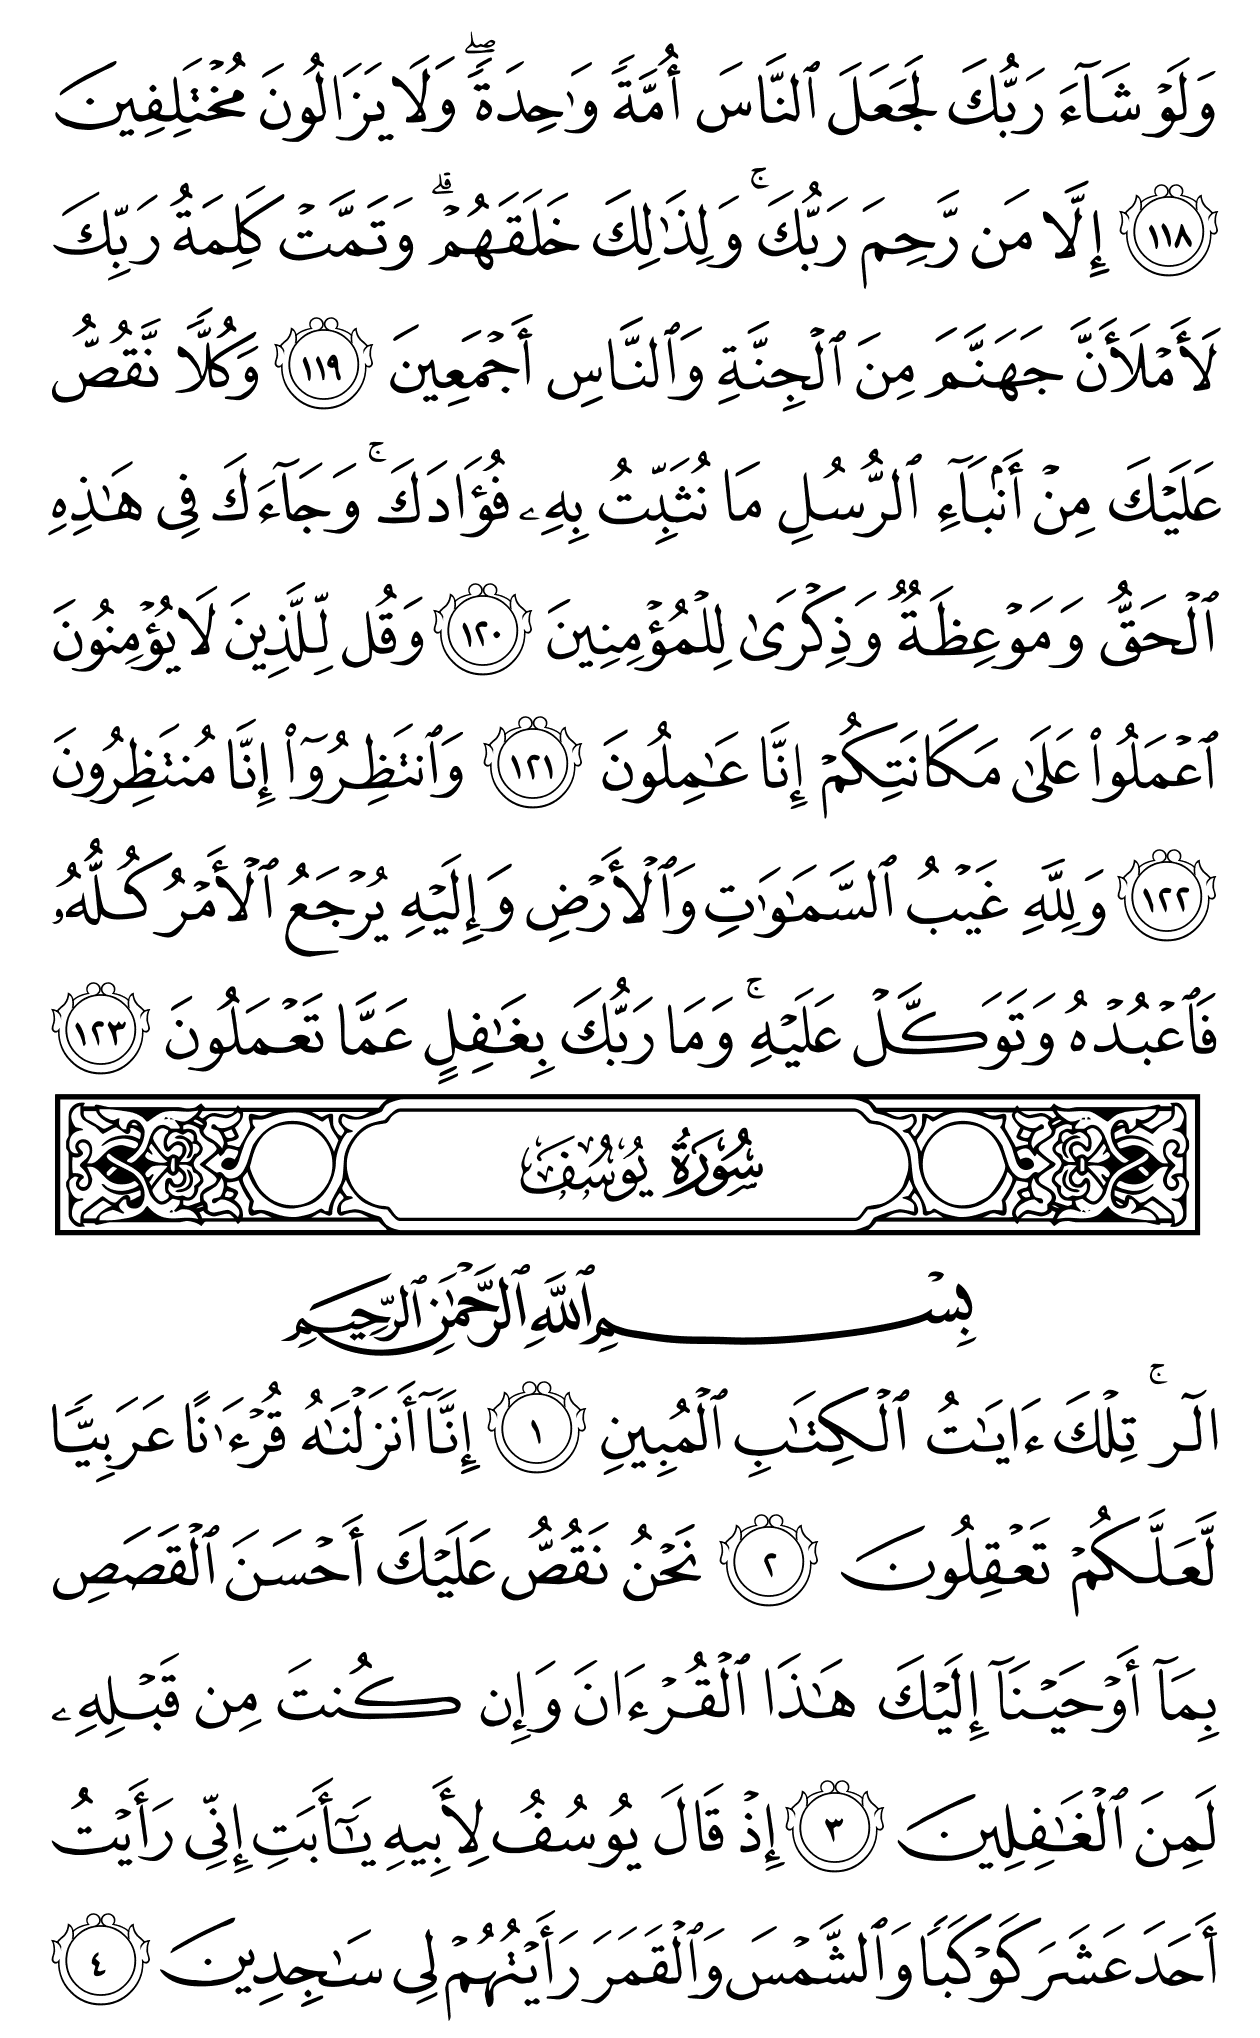 وَلَوۡ شَآءَ رَبُّكَ لَجَعَلَ ٱلنَّاسَ أُمَّةٗ وَٰحِدَةٗۖ وَلَا يَزَالُونَ مُخۡتَلِفِينَ
١١٨ إِلَّا مَن رَّحِمَ رَبُّكَۚ وَلِذَٰلِكَ خَلَقَهُمۡۗ وَتَمَّتۡ كَلِمَةُ رَبِّكَ
لَأَمۡلَأَنَّ جَهَنَّمَ مِنَ ٱلۡجِنَّةِ وَٱلنَّاسِ أَجۡمَعِينَ ١١٩ وَكُلّٗا نَّقُصُّ
عَلَيۡكَ مِنۡ أَنۢبَآءِ ٱلرُّسُلِ مَا نُثَبِّتُ بِهِۦ فُؤَادَكَۚ وَجَآءَكَ فِي هَٰذِهِ
ٱلۡحَقُّ وَمَوۡعِظَةٞ وَذِكۡرَىٰ لِلۡمُؤۡمِنِينَ ١٢٠ وَقُل لِّلَّذِينَ لَا يُؤۡمِنُونَ
ٱعۡمَلُواْ عَلَىٰ مَكَانَتِكُمۡ إِنَّا عَٰمِلُونَ ١٢١ وَٱنتَظِرُوٓاْ إِنَّا مُنتَظِرُونَ
١٢٢ وَلِلَّهِ غَيۡبُ ٱلسَّمَٰوَٰتِ وَٱلۡأَرۡضِ وَإِلَيۡهِ يُرۡجَعُ ٱلۡأَمۡرُ كُلُّهُۥ
فَٱعۡبُدۡهُ وَتَوَكَّلۡ عَلَيۡهِۚ وَمَا رَبُّكَ بِغَٰفِلٍ عَمَّا تَعۡمَلُونَ ١٢٣
سُورَةُ يُوسُفَ
بِسۡمِ ٱللَّهِ ٱلرَّحۡمَٰنِ ٱلرَّحِيمِ
الٓرۚ تِلۡكَ ءَايَٰتُ ٱلۡكِتَٰبِ ٱلۡمُبِينِ ١ إِنَّآ أَنزَلۡنَٰهُ قُرۡءَٰنًا عَرَبِيّٗا
لَّعَلَّكُمۡ تَعۡقِلُونَ ٢ نَحۡنُ نَقُصُّ عَلَيۡكَ أَحۡسَنَ ٱلۡقَصَصِ
بِمَآ أَوۡحَيۡنَآ إِلَيۡكَ هَٰذَا ٱلۡقُرۡءَانَ وَإِن كُنتَ مِن قَبۡلِهِۦ
لَمِنَ ٱلۡغَٰفِلِينَ ٣ إِذۡ قَالَ يُوسُفُ لِأَبِيهِ يَٰٓأَبَتِ إِنِّي رَأَيۡتُ
أَحَدَ عَشَرَ كَوۡكَبٗا وَٱلشَّمۡسَ وَٱلۡقَمَرَ رَأَيۡتُهُمۡ لِي سَٰجِدِينَ ٤